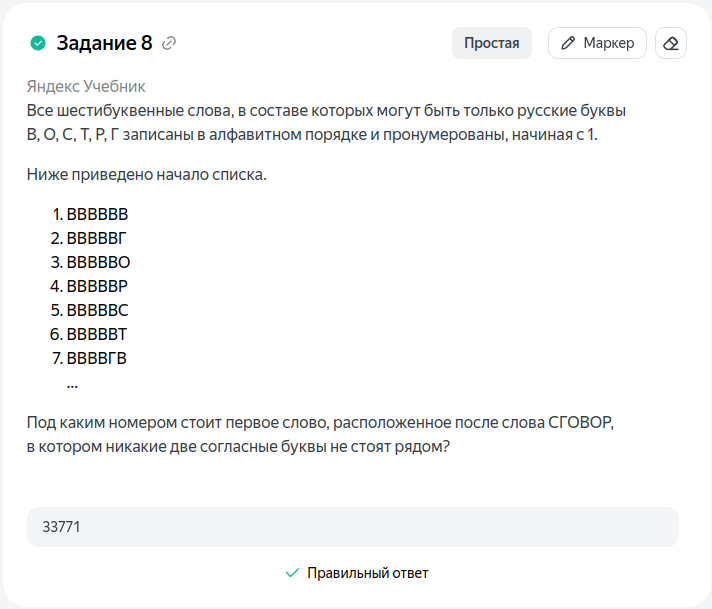 Задание 8
Простая
Маркер
Яндекс Учебник
Все шестибуквенные слова, в составе которых могут быть только русские буквы
В, О, С, Т, Р, Г записаны в алфавитном порядке и пронумерованы, начиная с 1.
Ниже приведено начало списка.
1. ВВВВВВ
2. ВВВВВГ
3. ВВВВВО
4. ВВВВВР
5. ВВВВВС
6. ВВВВВТ
7. ВВВВГВ
...
Под каким номером стоит первое слово, расположенное после слова СГОВОР,
в котором никакие две согласные буквы не стоят рядом?
33771
Правильный ответ